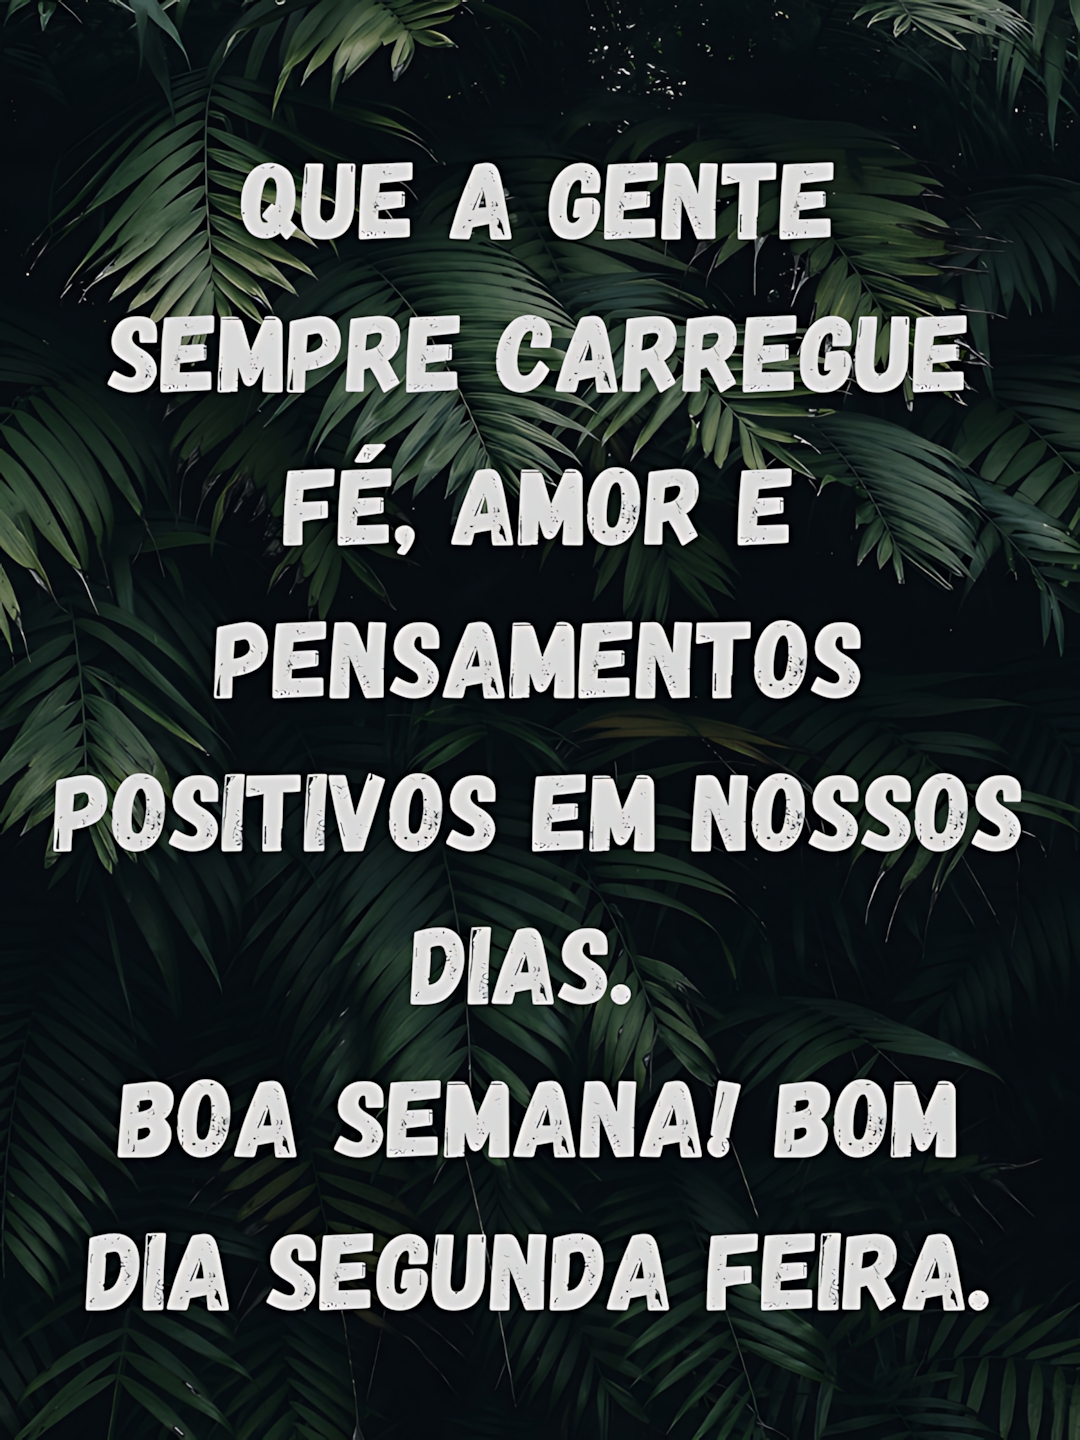 QUE A GENTE
SEMPRE CARREGUE
FÉ, AMOR E
PENSAMENTOS
POSITIVOS EM NOSSOS
DIAS.
BOA SEMANA! BOM
DIA SEGUNDA FEIRA.